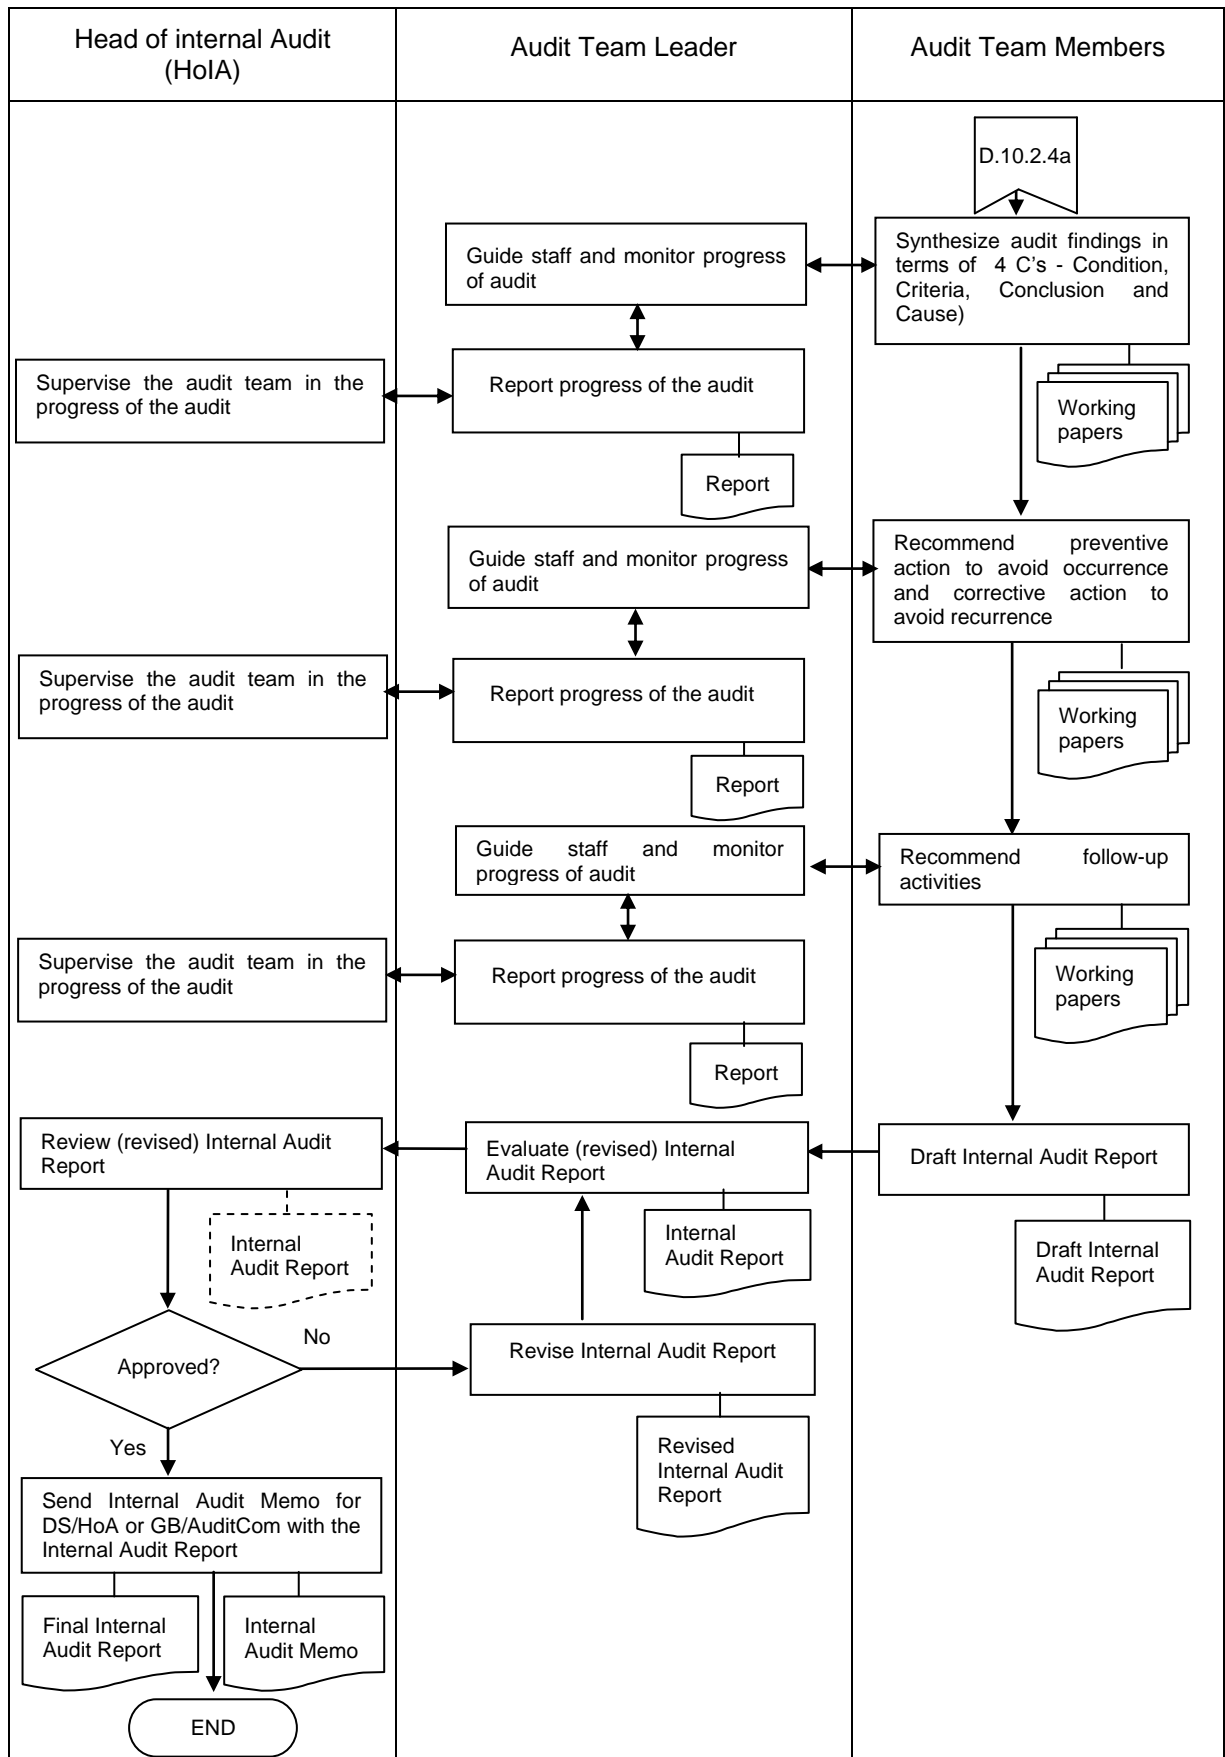 Head of internal Audit
(HoIA)
Audit Team Leader
Audit Team Members
D.10.2.4a
Guide staff and monitor progress
of audit
Synthesize audit findings in
terms of 4 C's - Condition,
Criteria, Conclusion and
Cause)
Supervise the audit team in the
progress of the audit
Report progress of the audit
Working
papers
Report
Guide staff and monitor progress
of audit
Recommend preventive
action to avoid occurrence
and corrective action to
avoid recurrence
Supervise the audit team in the
progress of the audit
Report progress of the audit
Working
papers
Report
Guide staff and monitor
progress of audit
Recommend follow-up
activities
Supervise the audit team in the
progress of the audit
Report progress of the audit
Working
papers
Report
Review (revised) Internal Audit
Report
Evaluate (revised) Internal
Audit Report
Draft Internal Audit Report
Internal
Audit Report
Internal
Audit Report
Draft Internal
Audit Report
Approved?
No
Revise Internal Audit Report
Yes
Revised
Internal Audit
Report
Send Internal Audit Memo for
DS/HoA or GB/AuditCom with the
Internal Audit Report
Final Internal
Audit Report
Internal
Audit Memo
END